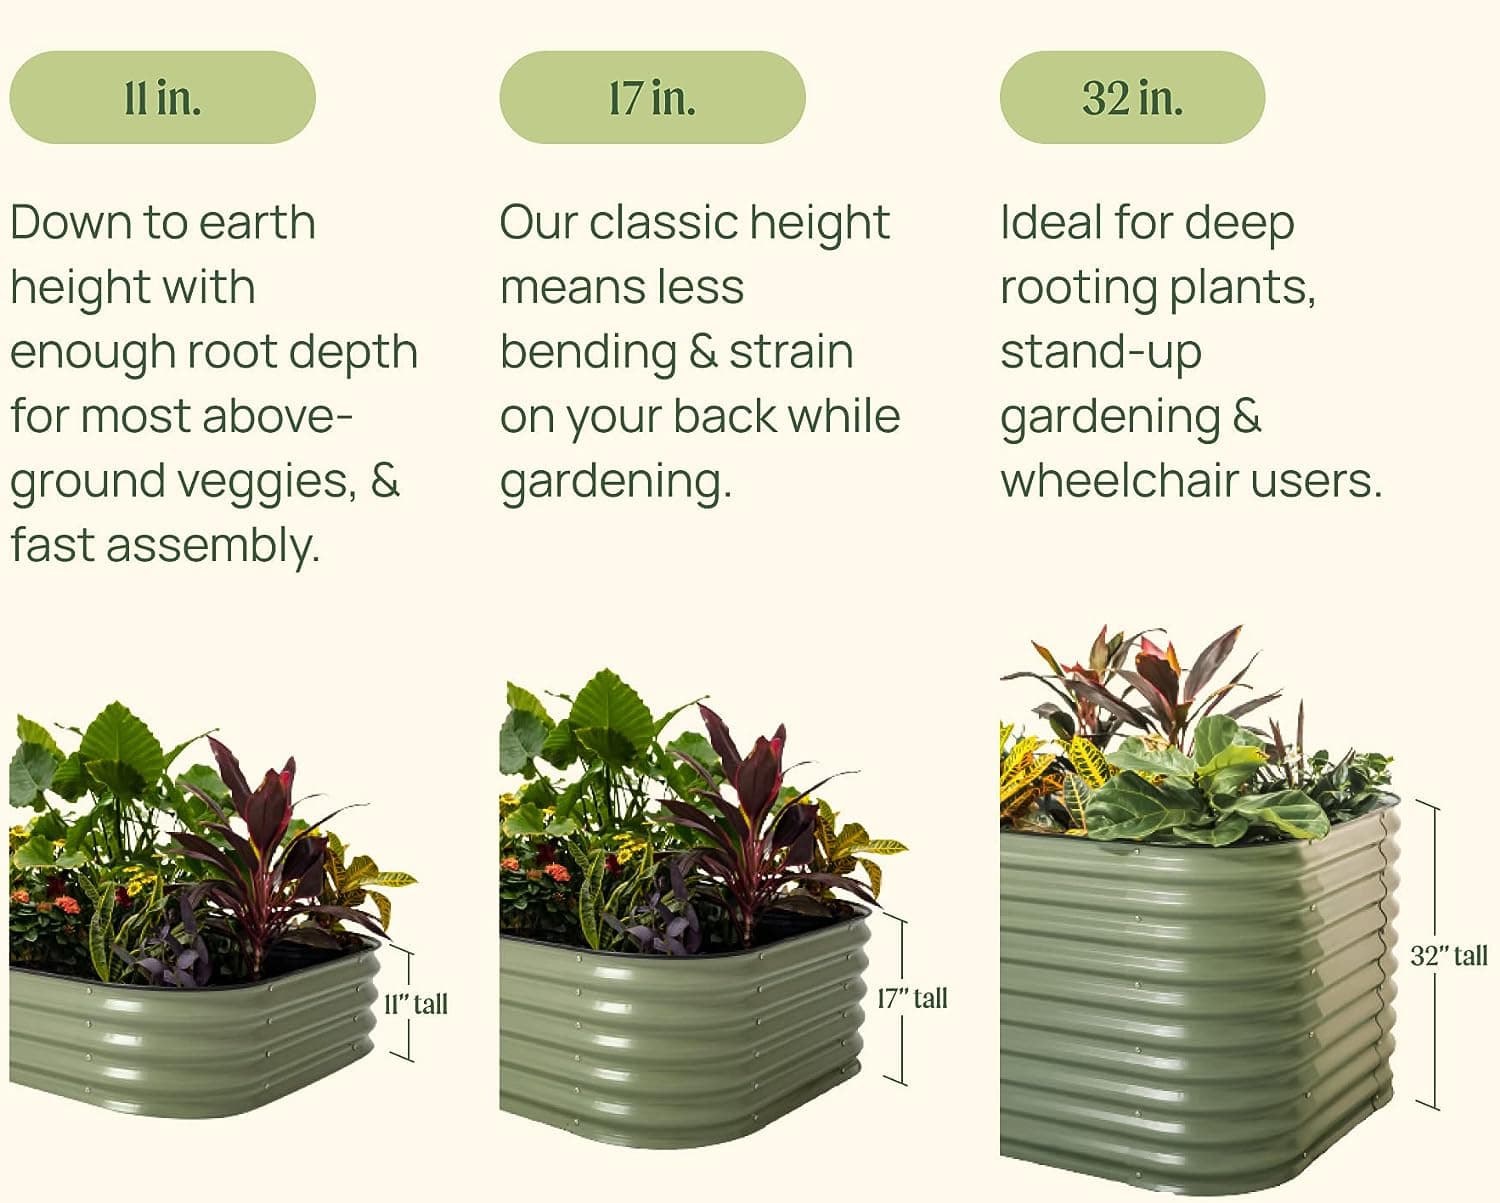 11 in.
Down to earth
height with
enough root depth
for most above-
ground veggies, &
fast assembly.
11" tall
17 in.
Our classic height
means less
bending & strain
on your back while
gardening.
17" tall
32 in.
Ideal for deep
rooting plants,
stand-up
gardening &
wheelchair users.
32" tall